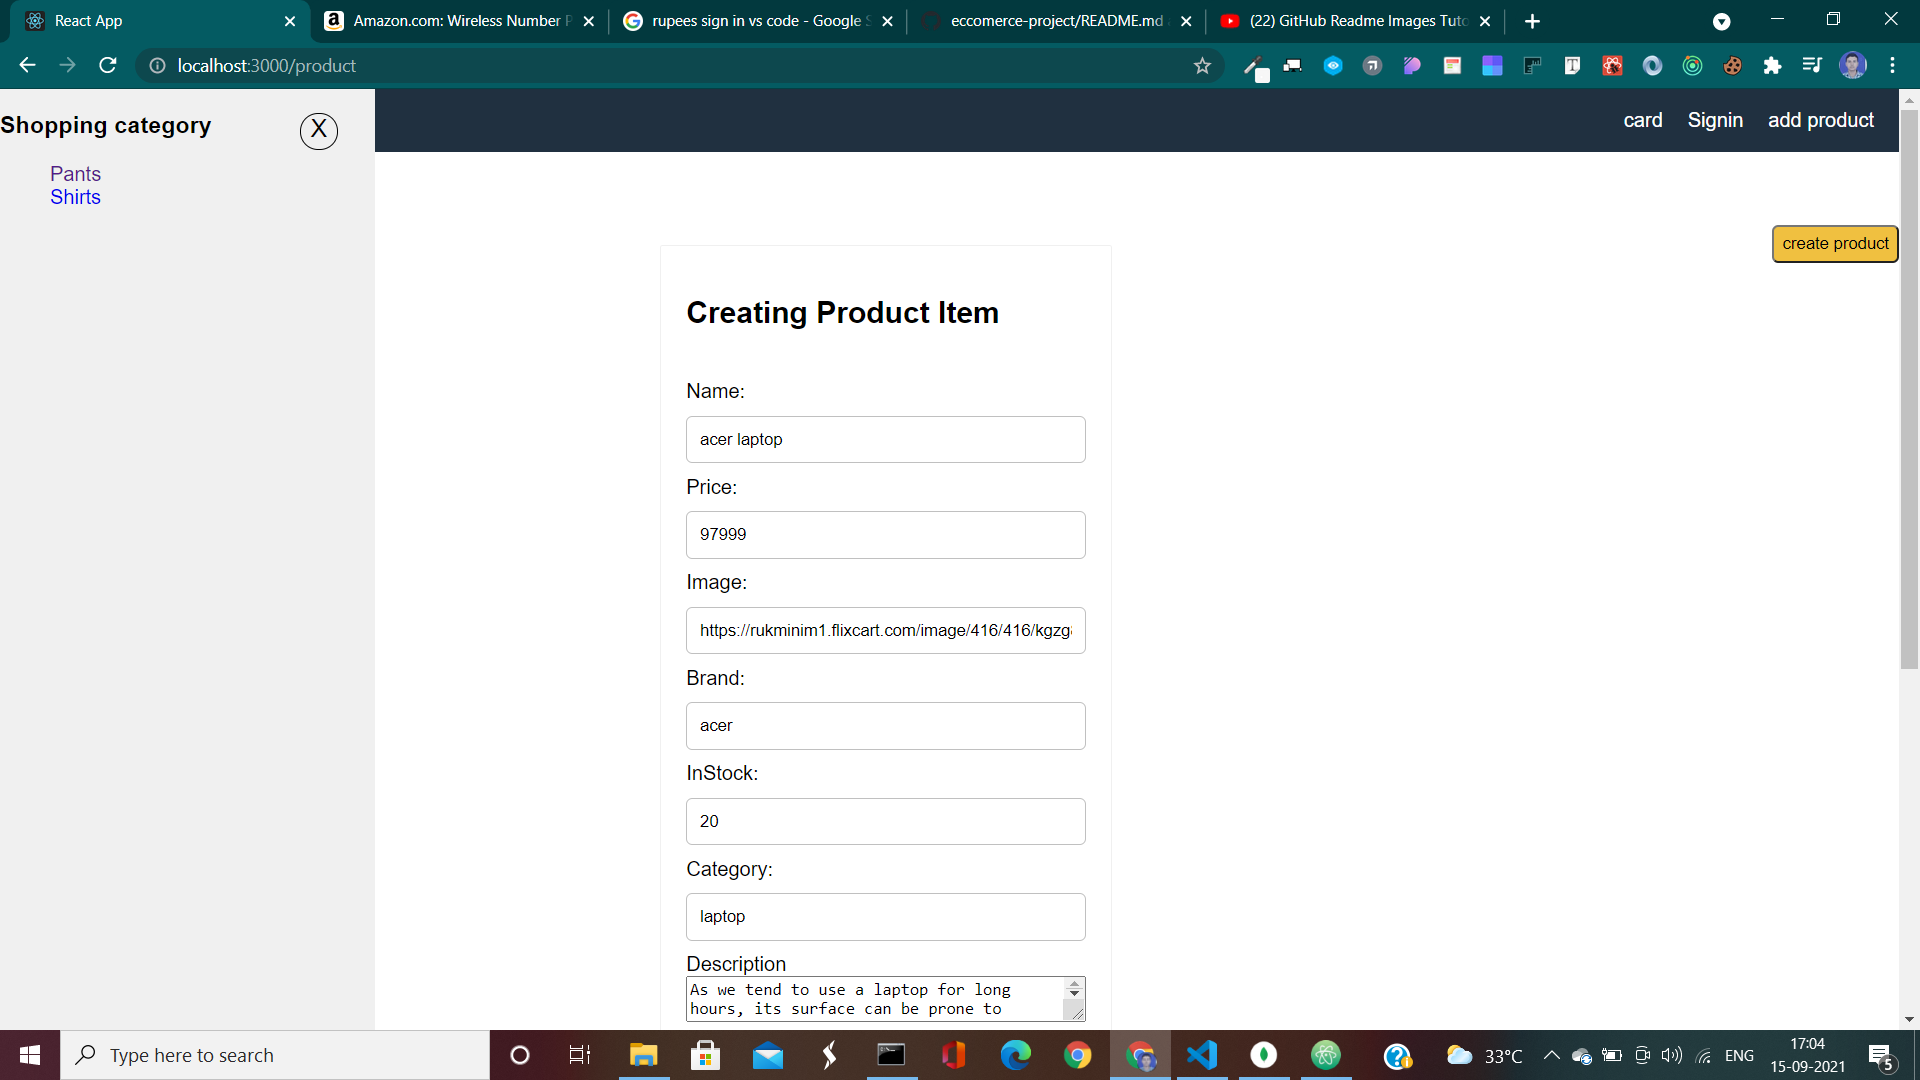 React App
Amazon.com: Wireless Number P
rupees sign in vs code - Google S
eccomerce-project/README.md
(22) GitHub Readme Images Tuto
localhost:3000/product
Shopping category
X
Pants
Shirts
card Signin add product
create product
Creating Product Item
Name:
acer laptop
Price:
97999
Image:
https://rukminim1.flixcart.com/image/416/416/kgzg
Brand:
acer
InStock:
20
Category:
laptop
Description
As we tend to use a laptop for long
hours, its surface can be prone to
Type here to search
33°C
ENG
17:04
15-09-2021
5